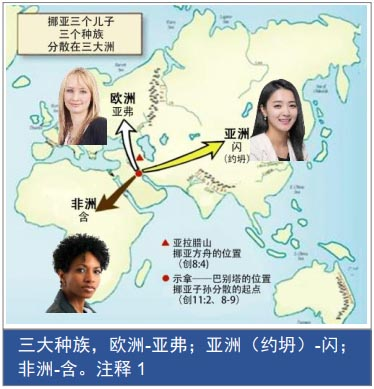 挪亚三个儿子
三个种族
分散在三大洲
欧洲
亚弗
亚洲
闪
(约坍)
非洲
含
亚拉腊山
挪亚方舟的位置
(创8:4)
示拿——巴别塔的位置
挪亚子孙分散的起点
(创11:2、8-9)
三大种族，欧洲-亚弗；亚洲（约坍）-闪；
非洲-含。注释 1